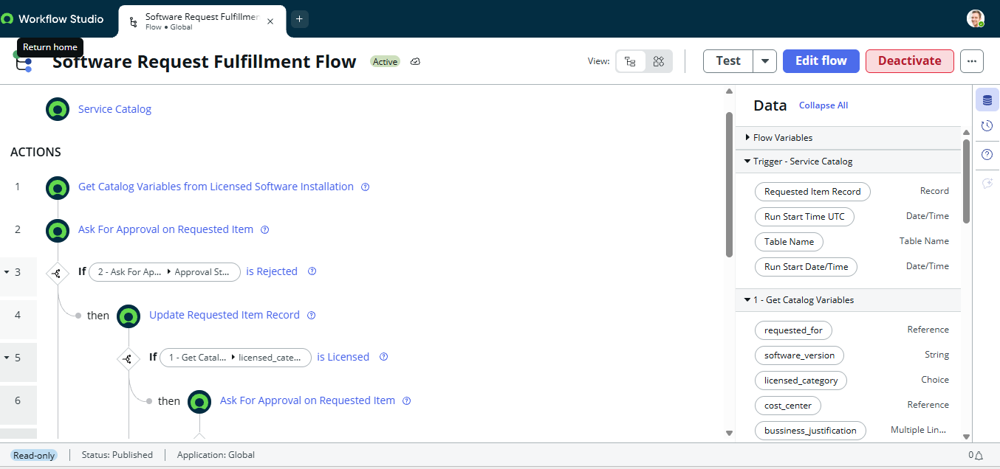 Workflow Studio
Software Request Fulfillmer
Flow • Global
Return home
Software Request Fulfillment Flow
Active
View:
Test
Edit flow
Deactivate
Service Catalog
ACTIONS
1
Get Catalog Variables from Licensed Software Installation
2
Ask For Approval on Requested Item
3
If 2 - Ask For Ap... Approval St... is Rejected
4
then Update Requested Item Record
5
If 1 - Get Catal... licensed_cate... is Licensed
6
then Ask For Approval on Requested Item
Data Collapse All
Flow Variables
Trigger - Service Catalog
Requested Item Record Record
Run Start Time UTC Date/Time
Table Name Table Name
Run Start Date/Time Date/Time
1 - Get Catalog Variables
requested_for Reference
software_version String
licensed_category Choice
cost_center Reference
bussiness_justification Multiple Lin...
Read-only Status: Published Application: Global 0